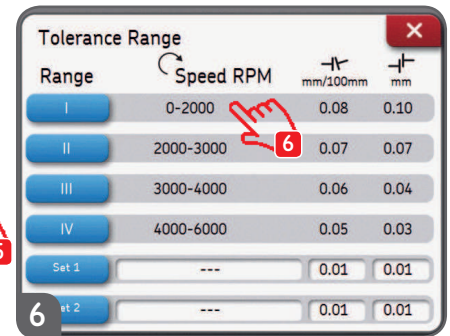 Tolerance Range
Range Speed RPM mm/100mm mm
I 0-2000 0.08 0.10
6
II 2000-3000 0.07 0.07
III 3000-4000 0.06 0.04
IV 4000-6000 0.05 0.03
Set 1 --- 0.01 0.01
6 --- 0.01 0.01
2